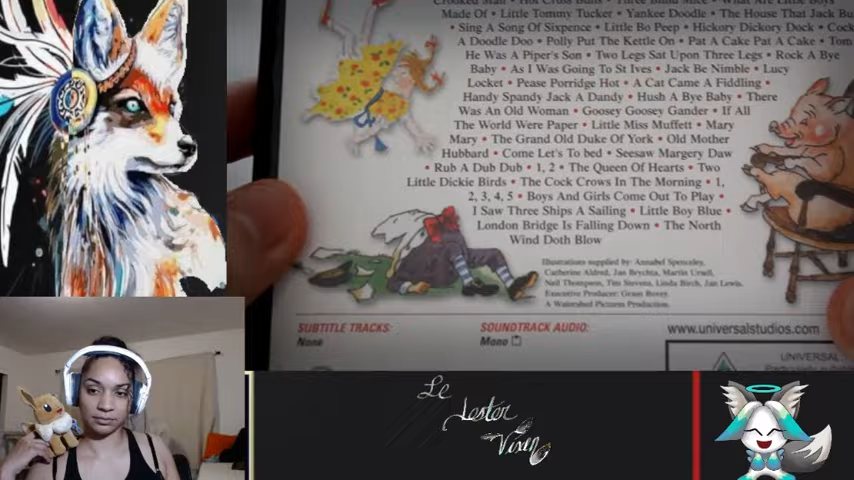 Crooked Man • Hot Cross Buns • Three Blind Mice • What Are Little Boys
Made Of • Little Tommy Tucker • Yankee Doodle • The House That Jack Bu
• Sing A Song Of Sixpence • Little Bo Peep • Hickory Dickory Dock • Cock
A Doodle Doo • Polly Put The Kettle On • Pat A Cake Pat A Cake • Tom
He Was A Piper's Son • Two Legs Sat Upon Three Legs • Rock A Bye
Baby • As I Was Going To St Ives • Jack Be Nimble • Lucy
Locket • Pease Porridge Hot • A Cat Came A Fiddling •
Handy Spandy Jack A Dandy • Hush A Bye Baby • There
Was An Old Woman • Goosey Goosey Gander • If All
The World Were Paper • Little Miss Muffett • Mary
Mary • The Grand Old Duke Of York • Old Mother
Hubbard • Come Let's To bed • Seesaw Margery Daw
• Rub A Dub Dub • 1, 2 • The Queen Of Hearts • Two
Little Dickie Birds • The Cock Crows In The Morning • 1,
2, 3, 4, 5 • Boys And Girls Come Out To Play •
I Saw Three Ships A Sailing • Little Boy Blue •
London Bridge Is Falling Down • The North
Wind Doth Blow
Illustrations supplied by: Annabel Spenceley,
Catherine Aldred, Jan Brychta, Martin Ursell,
Neil Thompson, Tim Stevens, Linda Birch, Jan Lewis.
Executive Producer: Grant Bovey.
A Watershed Pictures Production.
SUBTITLE TRACKS:
None
SOUNDTRACK AUDIO:
Mono
www.universalstudios.com
UNIVERSAL
Le
Lester
Vixen